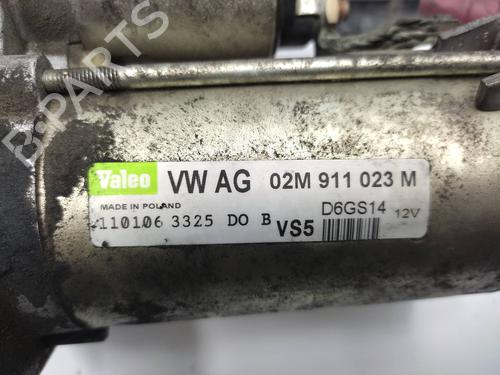 Valeo VW AG 02M 911 023 M
MADE IN POLAND D6GS14 12V
110106 3325 DO B VS5
B-PARTS